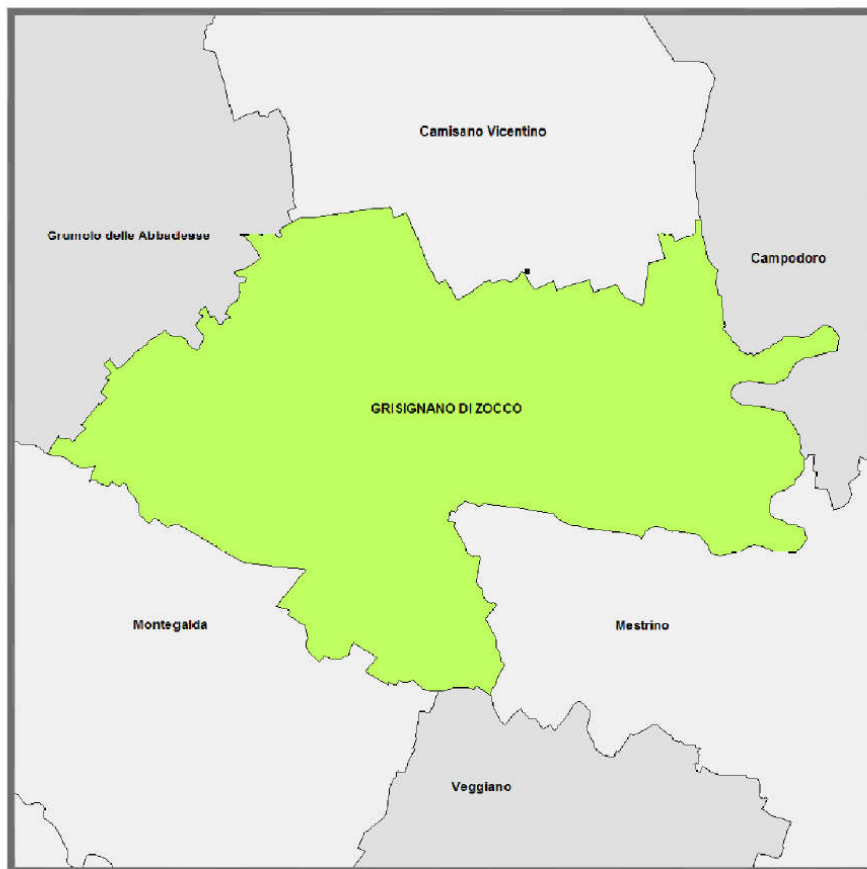 Camisano Vicentino
Grumolo delle Abbadesse
Campodoro
GRISIGNANO DI ZOCCO
Montegalda
Mestrino
Veggiano